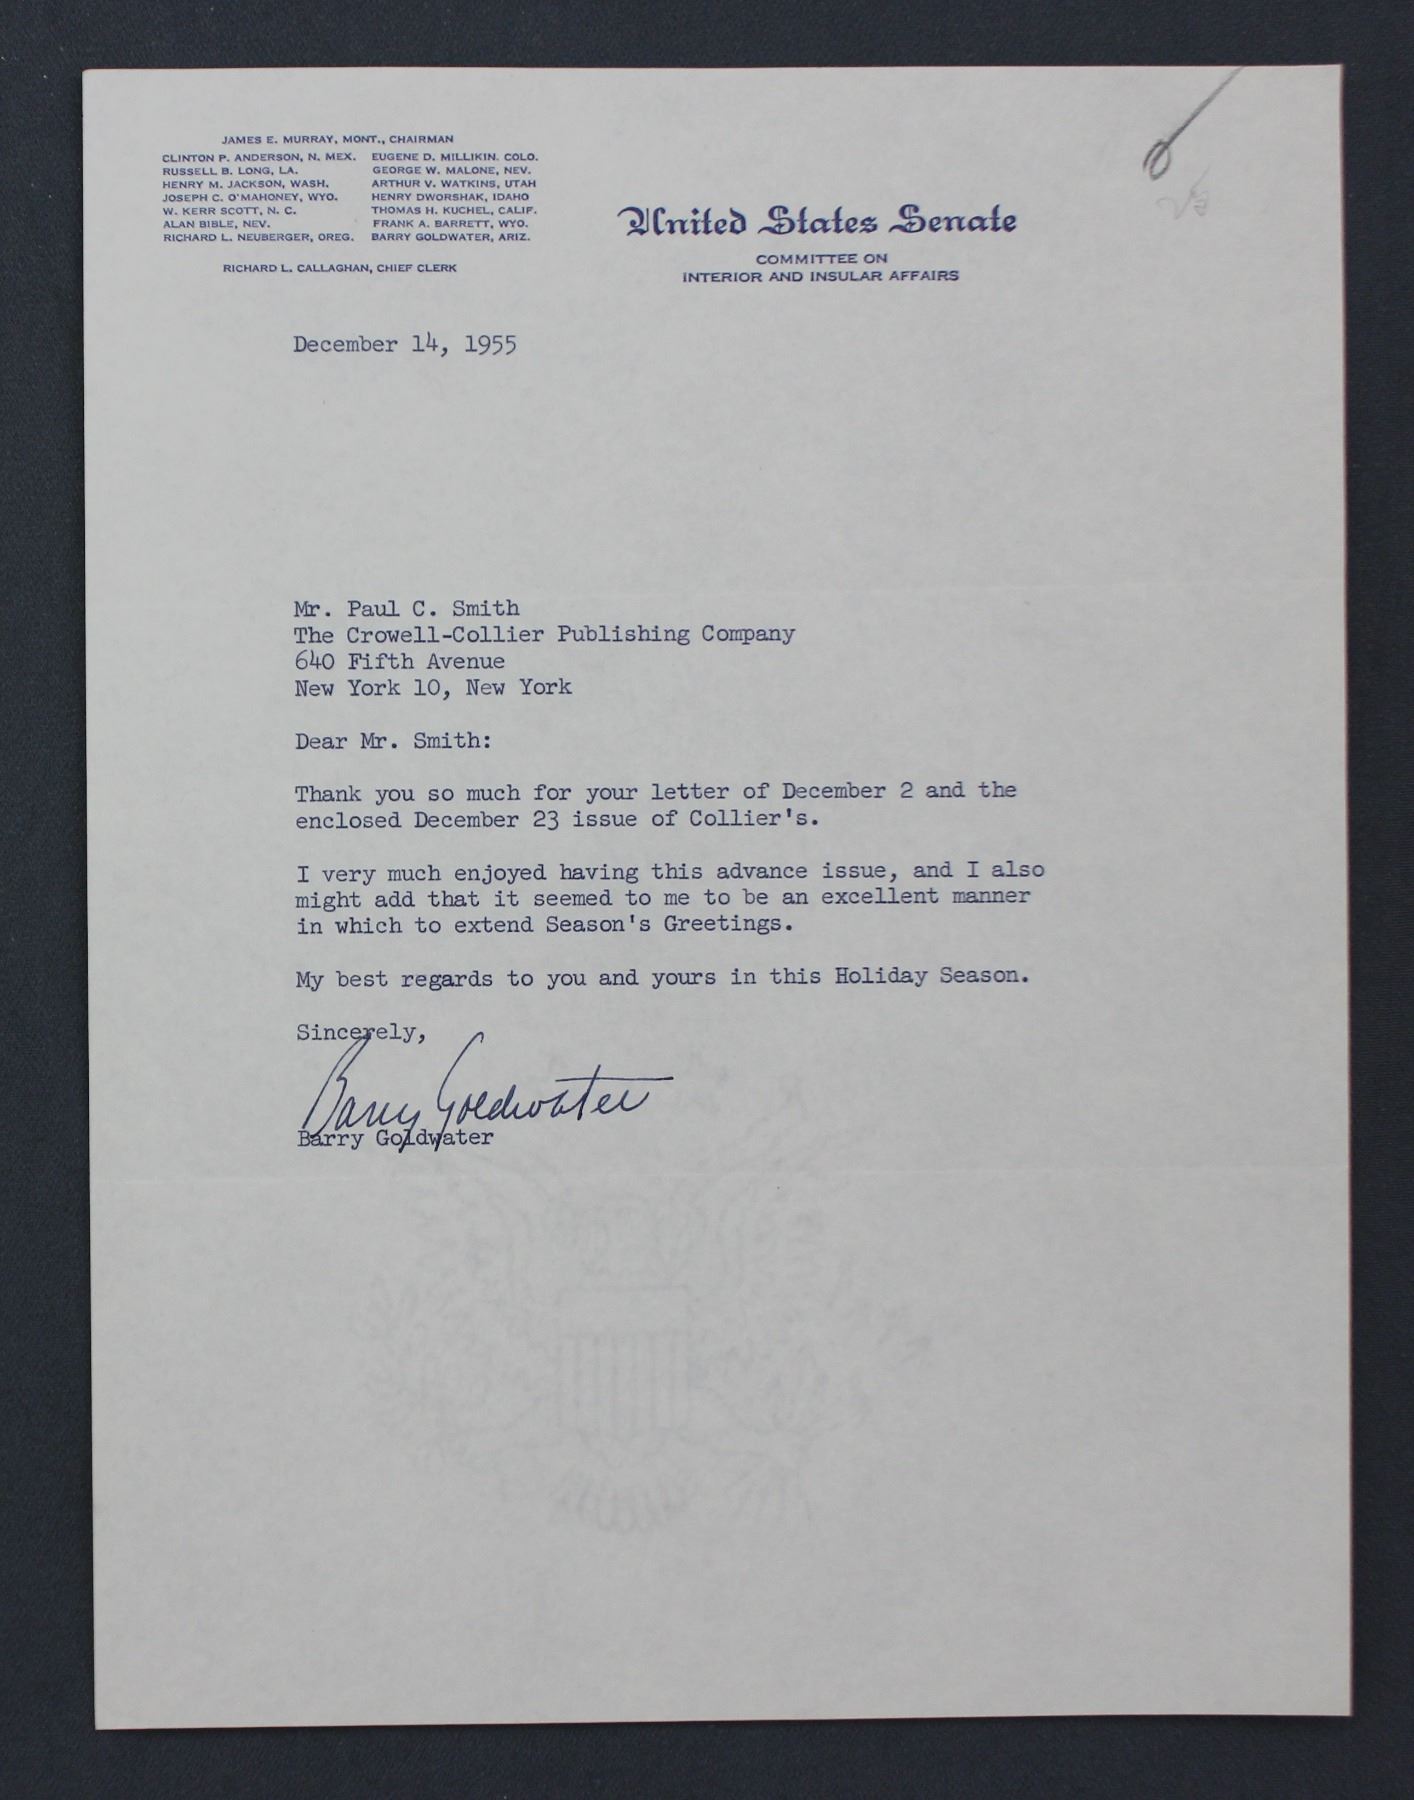 JAMES E. MURRAY, MONT., CHAIRMAN
CLINTON P. ANDERSON, N. MEX. EUGENE D. MILLIKIN, COLO.
RUSSELL B. LONG, LA. GEORGE W. MALONE, NEV.
HENRY M. JACKSON, WASH. ARTHUR V. WATKINS, UTAH
JOSEPH C. O'MAHONEY, WYO. HENRY DWORSHAK, IDAHO
W. KERR SCOTT, N. C. THOMAS H. KUCHEL, CALIF.
ALAN BIBLE, NEV. FRANK A. BARRETT, WYO.
RICHARD L. NEUBERGER, OREG. BARRY GOLDWATER, ARIZ.
RICHARD L. CALLAGHAN, CHIEF CLERK
United States Senate
COMMITTEE ON
INTERIOR AND INSULAR AFFAIRS
December 14, 1955
Mr. Paul C. Smith
The Crowell-Collier Publishing Company
640 Fifth Avenue
New York 10, New York
Dear Mr. Smith:
Thank you so much for your letter of December 2 and the
enclosed December 23 issue of Collier's.
I very much enjoyed having this advance issue, and I also
might add that it seemed to me to be an excellent manner
in which to extend Season's Greetings.
My best regards to you and yours in this Holiday Season.
Sincerely,
Barry Goldwater
Barry Goldwater